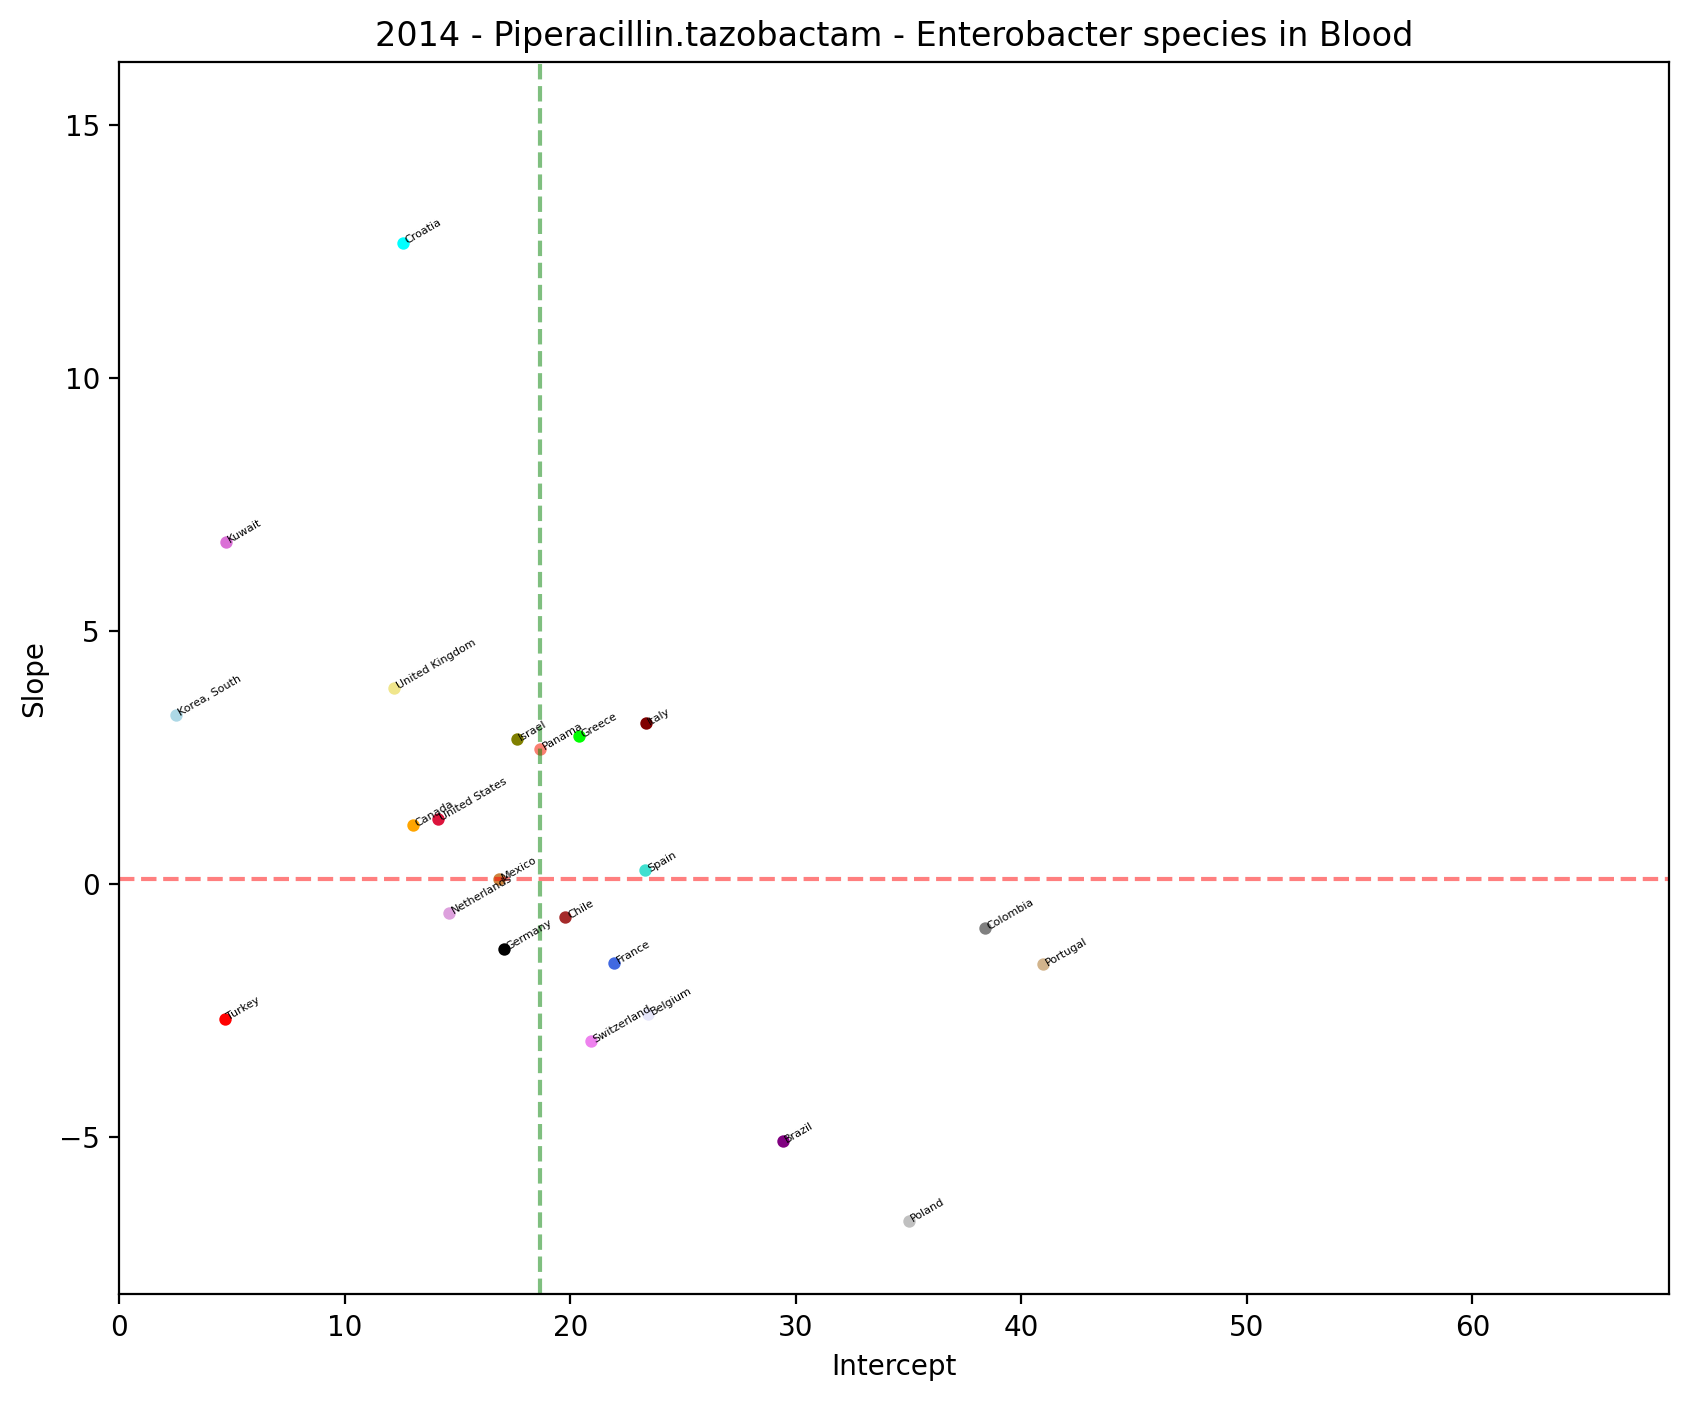 2014 - Piperacillin.tazobactam - Enterobacter species in Blood
15
10
5
0
−5
Slope
Croatia
Kuwait
United Kingdom
Korea, South
Israel
Panama
Greece
Italy
Canada
United States
Mexico
Spain
Netherlands
Chile
Germany
France
Colombia
Portugal
Turkey
Switzerland
Belgium
Brazil
Poland
0
10
20
30
40
50
60
Intercept